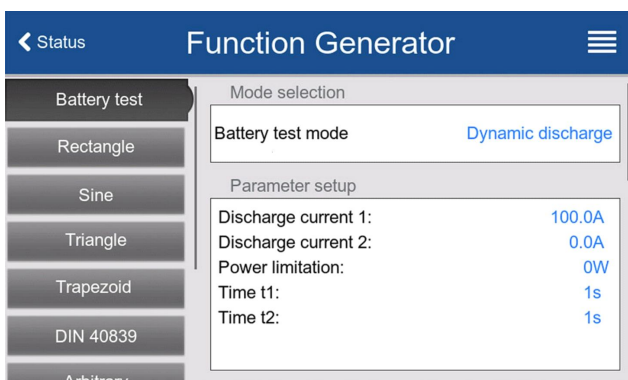 Status
Function Generator
Battery test
Rectangle
Sine
Triangle
Trapezoid
DIN 40839
Mode selection
Battery test mode Dynamic discharge
Parameter setup
Discharge current 1: 100.0A
Discharge current 2: 0.0A
Power limitation: 0W
Time t1: 1s
Time t2: 1s